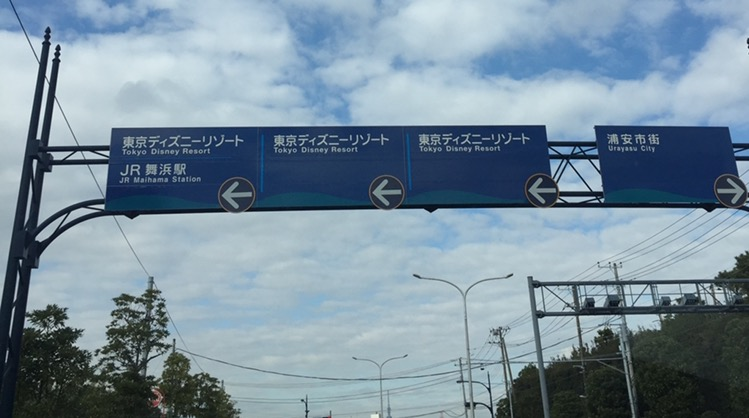 東京ディズニーリゾート
Tokyo Disney Resort
JR 舞浜駅
JR Maihama Station
東京ディズニーリゾート
Tokyo Disney Resort
東京ディズニーリゾート
Tokyo Disney Resort
浦安市街
Urayasu City